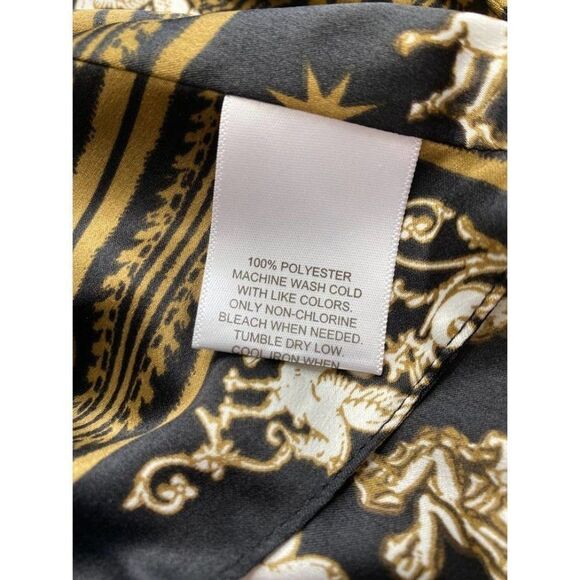 100% POLYESTER
MACHINE WASH COLD
WITH LIKE COLORS.
ONLY NON-CHLORINE
BLEACH WHEN NEEDED.
TUMBLE DRY LOW.
COOL IRON WHEN